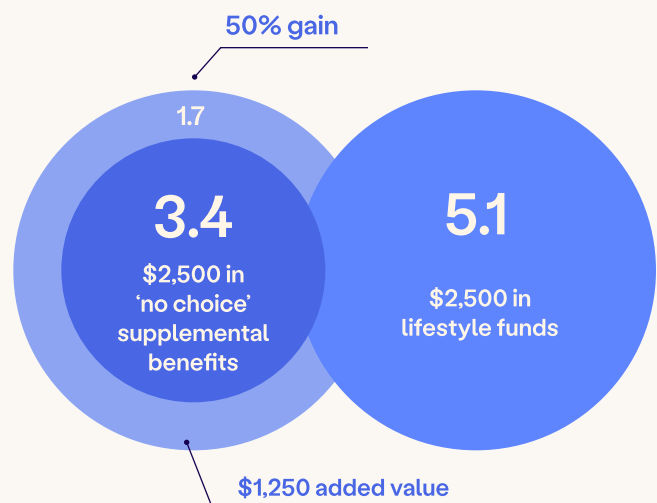 50% gain
1.7
3.4
$2,500 in
‘no choice’
supplemental
benefits
5.1
$2,500 in
lifestyle funds
$1,250 added value